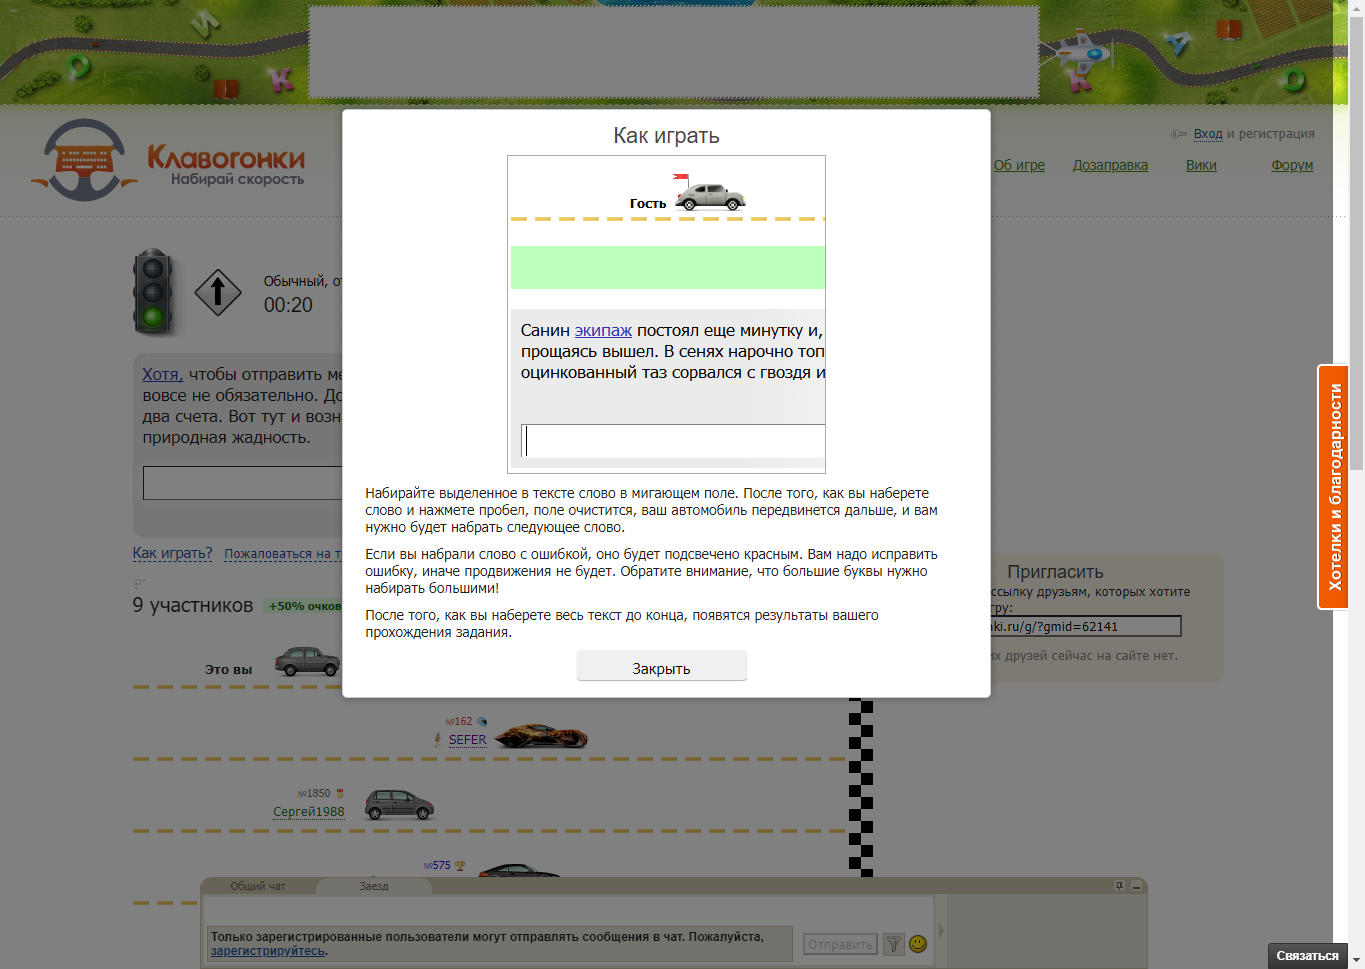 Клавогонки
Набирай скорость
Вход и регистрация
Об игре
Дозаправка
Вики
Форум
Обычный,
00:20
Хотя, чтобы отправить
вовсе не обязательно.
два счета. Вот тут и
природная жадность.
Как играть?
Пожаловаться на
9 участников
+50% очков
Это вы
№162
SEFER
№1850
Сергей1988
№575
Как играть
Гость
Санин экипаж постоял еще минутку и,
прощаясь вышел. В сенях нарочно
оцинкованный таз сорвался с гвоздя и
Набирайте выделенное в тексте слово в мигающем поле. После того, как вы наберете
слово и нажмете пробел, поле очистится, ваш автомобиль передвинется дальше, и вам
нужно будет набрать следующее слово.
Если вы набрали слово с ошибкой, оно будет подсвечено красным. Вам надо исправить
ошибку, иначе продвижения не будет. Обратите внимание, что большие буквы нужно
набирать большими!
После того, как вы наберете весь текст до конца, появятся результаты вашего
прохождения задания.
Закрыть
Пригласить
друзьям, которых хотите
ki.ru/g/?gmid=62141
друзей сейчас на сайте нет.
Хотелки и благодарности
Общий чат
Заезд
Только зарегистрированные пользователи могут отправлять сообщения в чат. Пожалуйста,
зарегистрируйтесь.
Отправить
Связаться